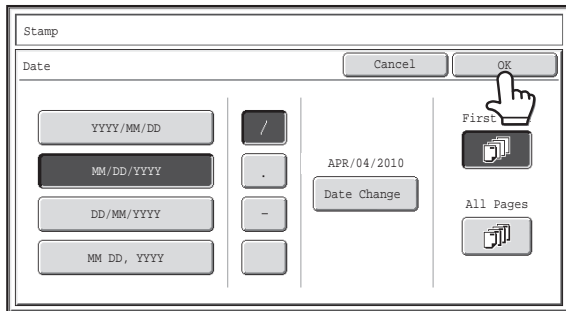 Stamp
Date
Cancel
OK
YYYY/MM/DD
MM/DD/YYYY
DD/MM/YYYY
MM DD, YYYY
/
.
-
APR/04/2010
Date Change
First
All Pages